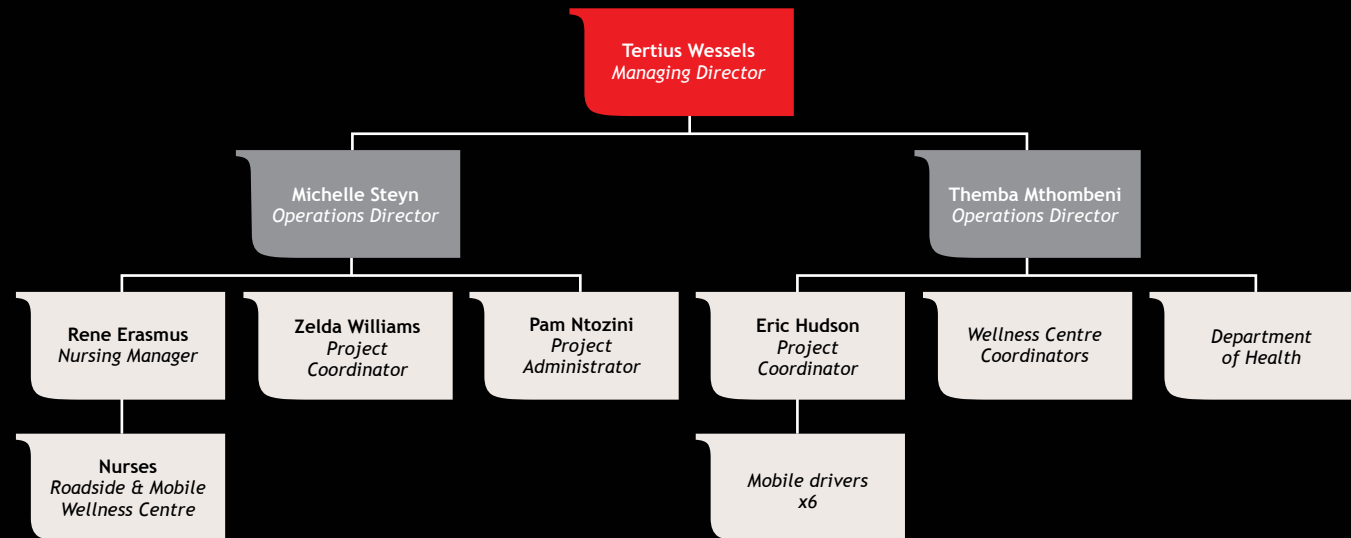 Tertius Wessels
Managing Director
Michelle Steyn
Operations Director
Themba Mthombeni
Operations Director
Rene Erasmus
Nursing Manager
Zelda Williams
Project
Coordinator
Pam Ntozini
Project
Administrator
Eric Hudson
Project
Coordinator
Wellness Centre
Coordinators
Department
of Health
Nurses
Roadside & Mobile
Wellness Centre
Mobile drivers
x6